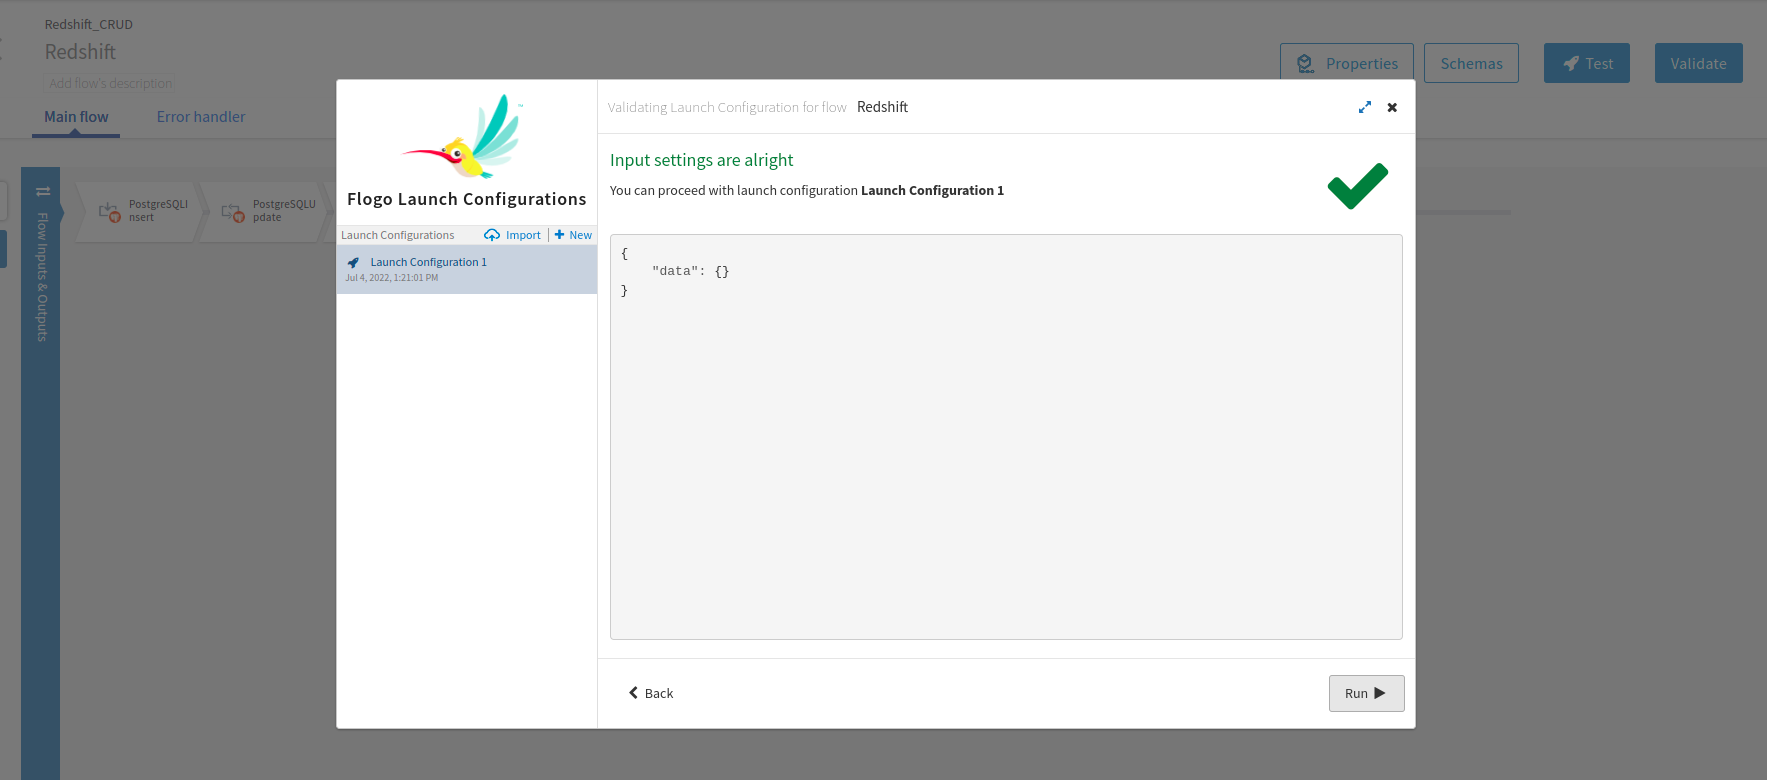 Redshift_CRUD
Redshift
Add flow's description
Main flow
Error handler
Properties
Schemas
Test
Validate
Flow Inputs & Outputs
PostgreSQLI
nsert
PostgreSQLU
pdate
™
Flogo Launch Configurations
Launch Configurations
Import
New
Launch Configuration 1
Jul 4, 2022, 1:21:01 PM
Validating Launch Configuration for flow Redshift
Input settings are alright
You can proceed with launch configuration Launch Configuration 1
{
"data": {}
}
Back
Run